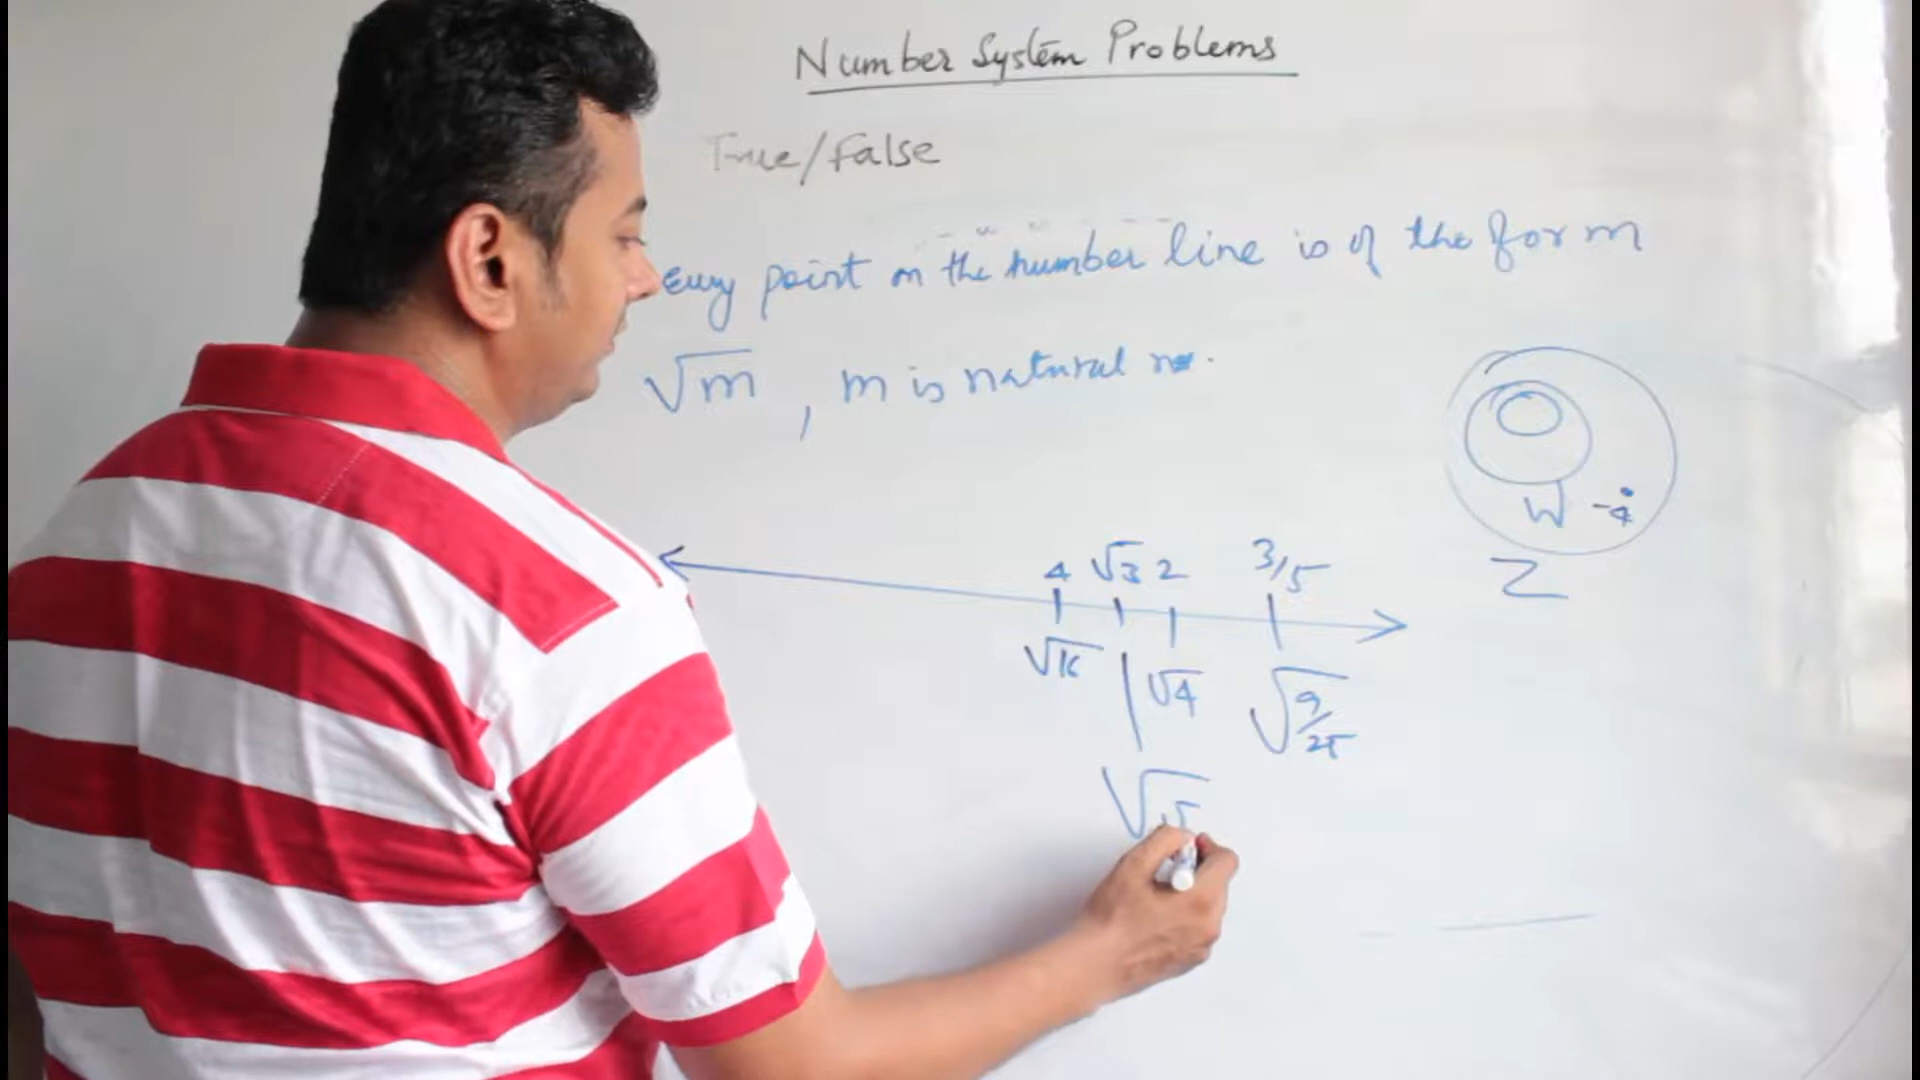 Number System Problems
True/False
Every point on the number line is of the form
√m , m is natural no.
4 √3 2 3/5
√16 √4 √9/25
W -4
Z